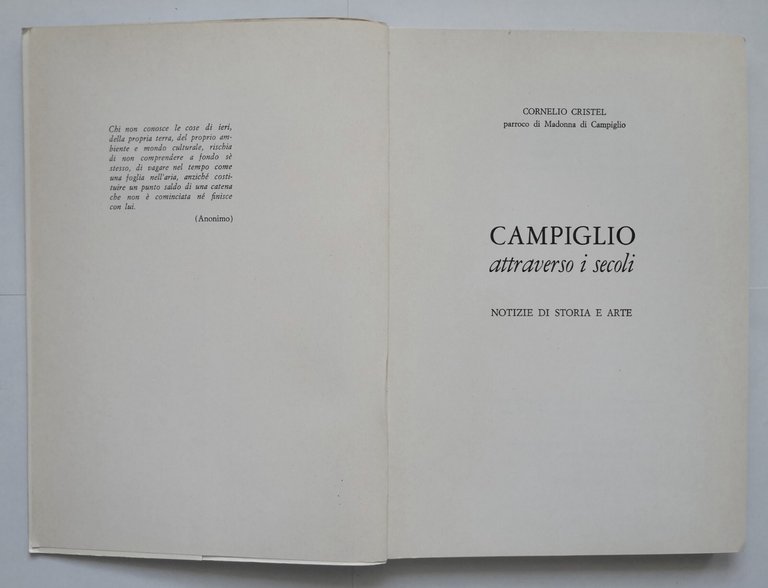 Chi non conosce le cose di ieri,
della propria terra, del proprio am-
biente e mondo culturale, rischia
di non comprendere a fondo sè
stesso, di vagare nel tempo come
una foglia nell'aria, anziché costi-
tuire un punto saldo di una catena
che non è cominciata né finisce
con lui.
(Anonimo)
CORNELIO CRISTEL
parroco di Madonna di Campiglio
CAMPIGLIO
attraverso i secoli
NOTIZIE DI STORIA E ARTE